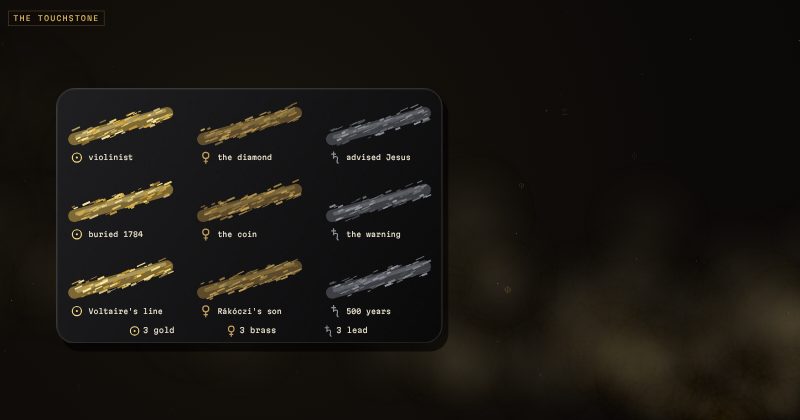 THE TOUCHSTONE
☉ violinist ♀ the diamond ♄ advised Jesus
☉ buried 1784 ♀ the coin ♄ the warning
☉ Voltaire's line ♀ Rákóczi's son ♄ 500 years
☉ 3 gold ♀ 3 brass ♄ 3 lead